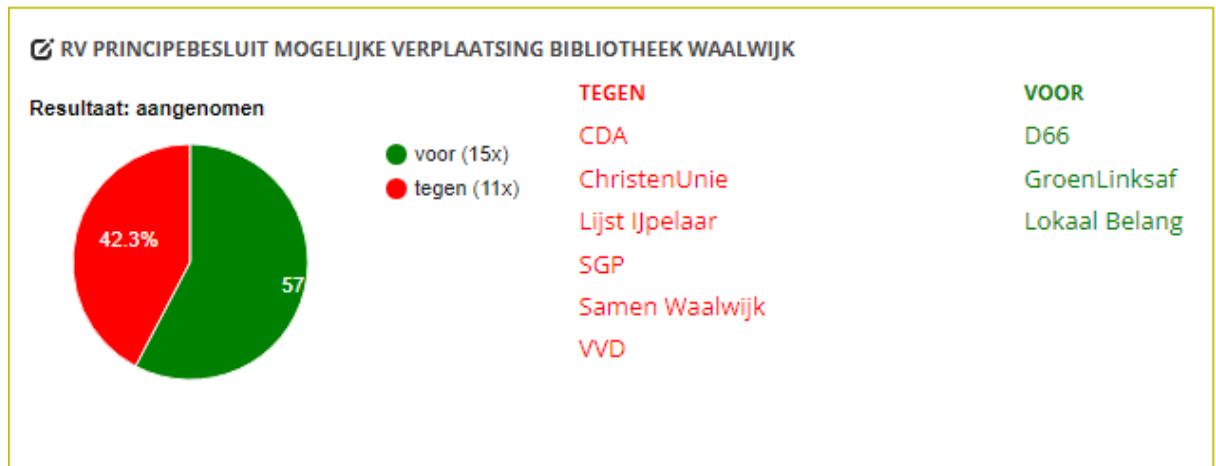 RV PRINCIPEBESLUIT MOGELIJKE VERPLAATSING BIBLIOTHEEK WAALWIJK
Resultaat: aangenomen
voor (15x)
tegen (11x)
42.3%
57
TEGEN
CDA
ChristenUnie
Lijst IJpelaar
SGP
Samen Waalwijk
VVD
VOOR
D66
GroenLinksaf
Lokaal Belang